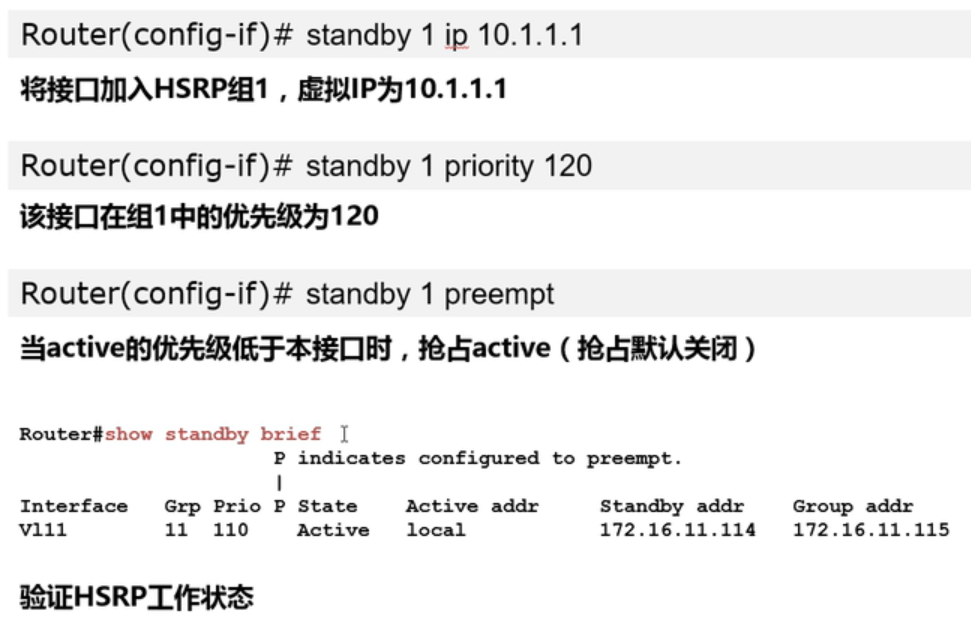 Router(config-if)# standby 1 ip 10.1.1.1
将接口加入HSRP组1，虚拟IP为10.1.1.1
Router(config-if)# standby 1 priority 120
该接口在组1中的优先级为120
Router(config-if)# standby 1 preempt
当active的优先级低于本接口时，抢占active（抢占默认关闭）
Router#show standby brief
P indicates configured to preempt.
|
Interface Grp Prio P State Active addr Standby addr Group addr
Vl11 11 110 Active local 172.16.11.114 172.16.11.115
验证HSRP工作状态